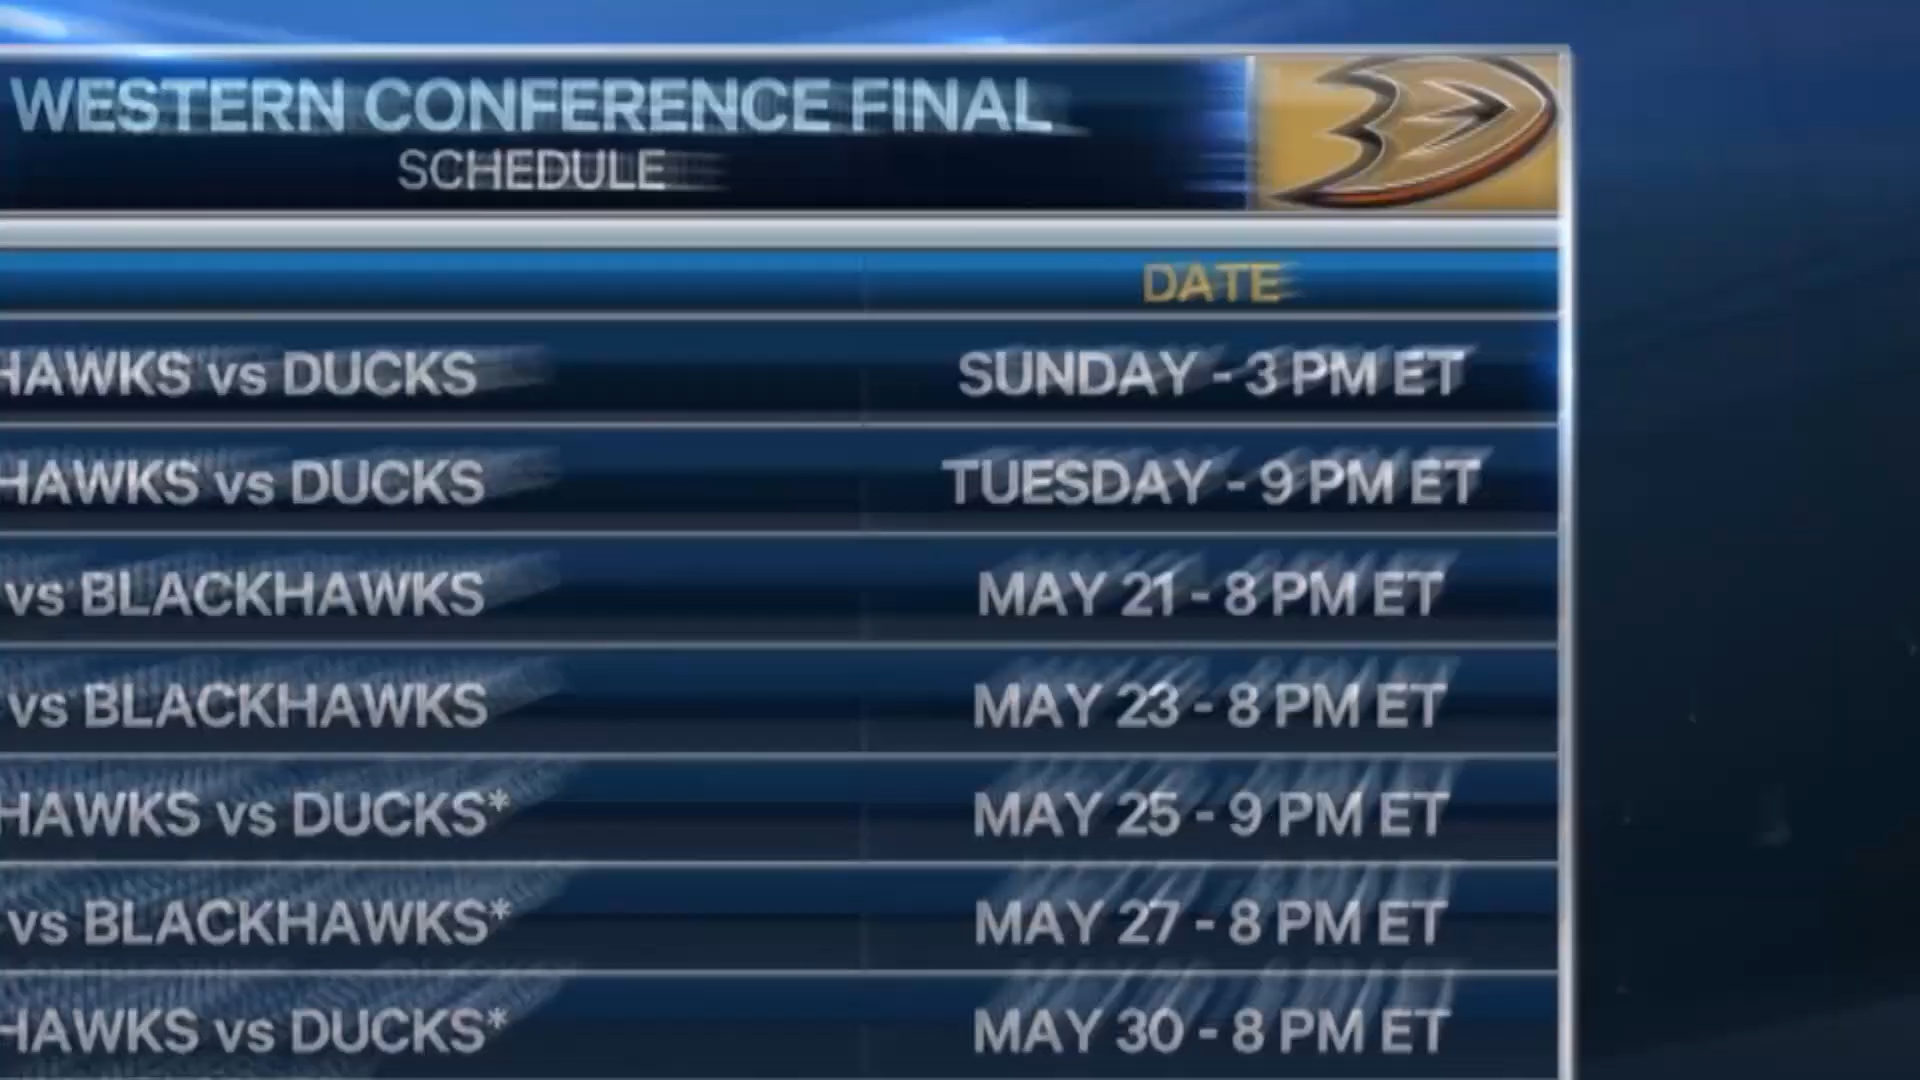 WESTERN CONFERENCE FINAL
SCHEDULE
DATE
HAWKS vs DUCKS SUNDAY - 3 PM ET
HAWKS vs DUCKS TUESDAY - 9 PM ET
vs BLACKHAWKS MAY 21 - 8 PM ET
vs BLACKHAWKS MAY 23 - 8 PM ET
HAWKS vs DUCKS* MAY 25 - 9 PM ET
vs BLACKHAWKS* MAY 27 - 8 PM ET
HAWKS vs DUCKS* MAY 30 - 8 PM ET